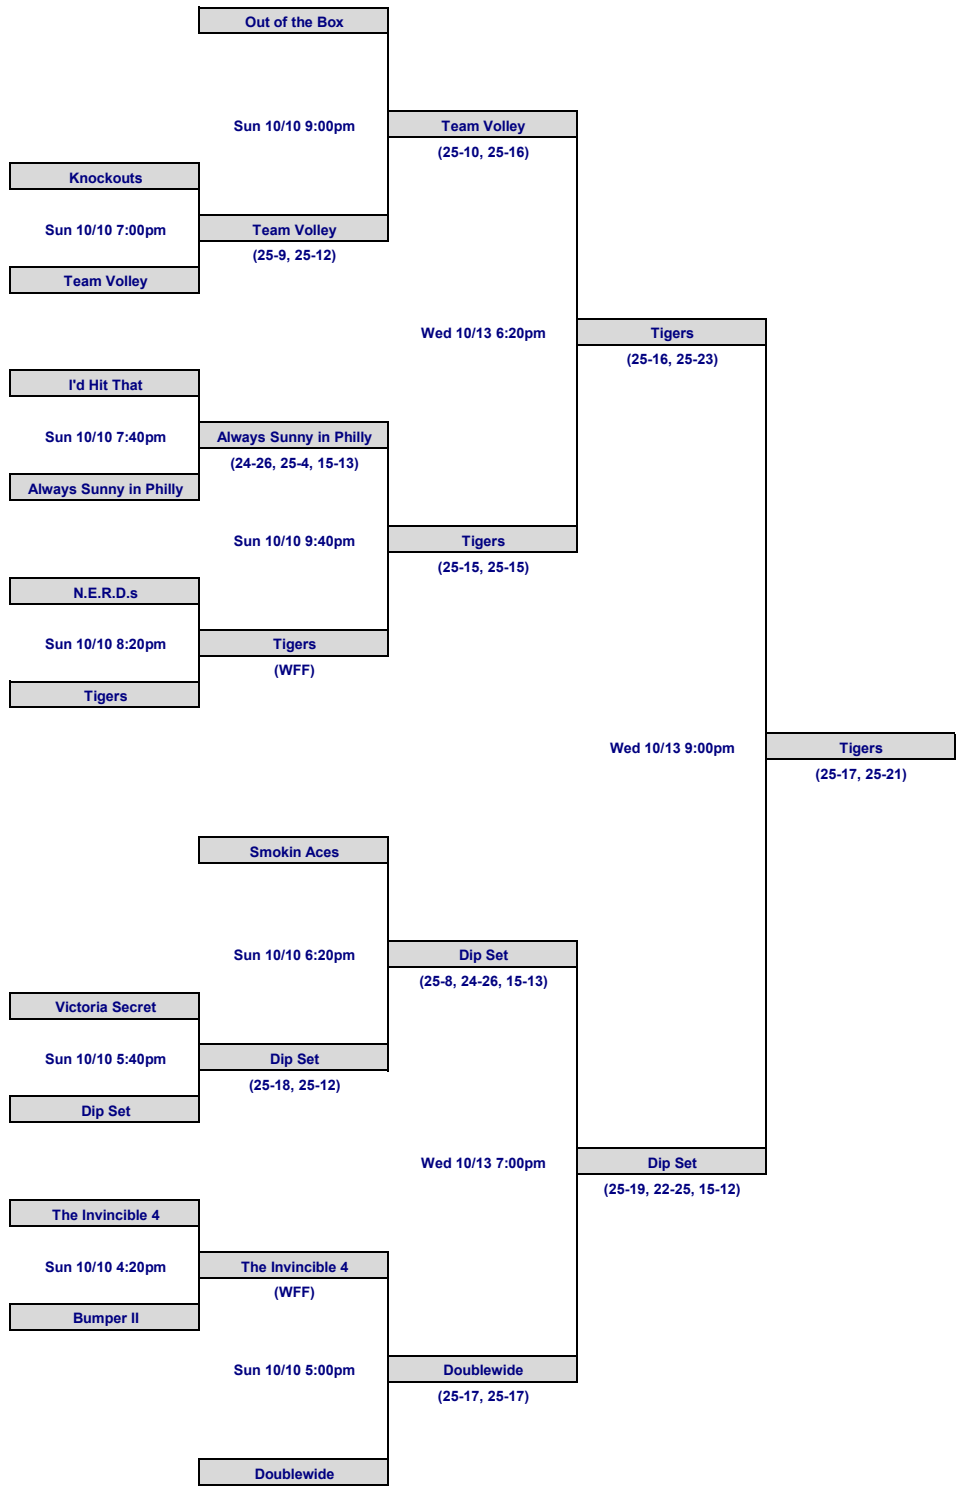 Out of the Box
Sun 10/10 9:00pm
Team Volley
(25-10, 25-16)
Knockouts
Sun 10/10 7:00pm
Team Volley
(25-9, 25-12)
Team Volley
Wed 10/13 6:20pm
Tigers
(25-16, 25-23)
I'd Hit That
Sun 10/10 7:40pm
Always Sunny in Philly
(24-26, 25-4, 15-13)
Always Sunny in Philly
Sun 10/10 9:40pm
Tigers
(25-15, 25-15)
N.E.R.D.s
Sun 10/10 8:20pm
Tigers
(WFF)
Tigers
Wed 10/13 9:00pm
Tigers
(25-17, 25-21)
Smokin Aces
Sun 10/10 6:20pm
Dip Set
(25-8, 24-26, 15-13)
Victoria Secret
Sun 10/10 5:40pm
Dip Set
(25-18, 25-12)
Dip Set
Wed 10/13 7:00pm
Dip Set
(25-19, 22-25, 15-12)
The Invincible 4
Sun 10/10 4:20pm
The Invincible 4
(WFF)
Bumper II
Sun 10/10 5:00pm
Doublewide
(25-17, 25-17)
Doublewide